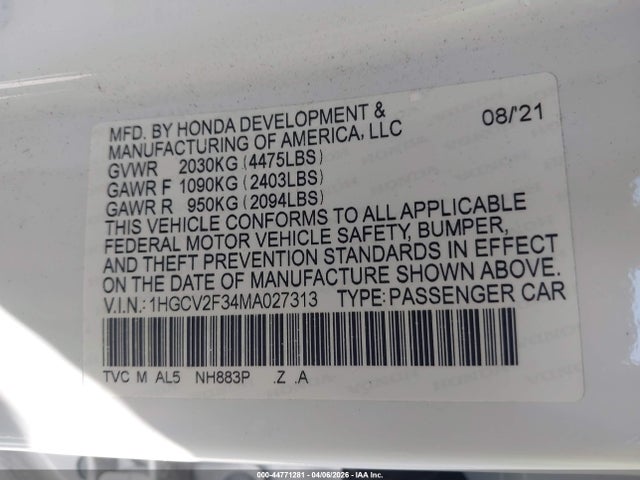 MFD. BY HONDA DEVELOPMENT & 08/'21
MANUFACTURING OF AMERICA, LLC
GVWR 2030KG (4475LBS)
GAWR F 1090KG (2403LBS)
GAWR R 950KG (2094LBS)
THIS VEHICLE CONFORMS TO ALL APPLICABLE
FEDERAL MOTOR VEHICLE SAFETY, BUMPER,
AND THEFT PREVENTION STANDARDS IN EFFECT
ON THE DATE OF MANUFACTURE SHOWN ABOVE.
V.I.N.: 1HGCV2F34MA027313 TYPE: PASSENGER CAR
TVC M AL5 NH883P .Z .A
000-44771281 - 04/06/2026 - IAA Inc.